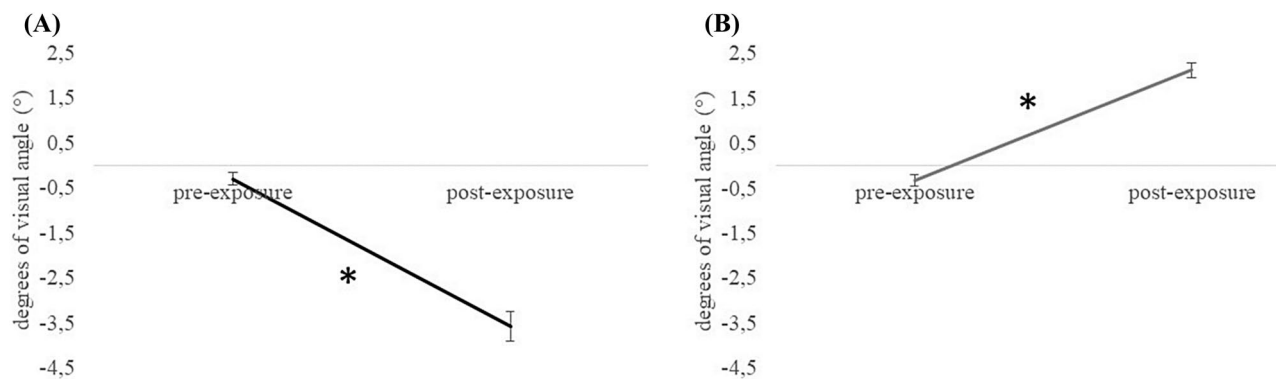 (A)
degrees of visual angle (°)
2,5
1,5
0,5
-0,5
-1,5
-2,5
-3,5
-4,5
pre-exposure
post-exposure
*
(B)
degrees of visual angle (°)
2,5
1,5
0,5
-0,5
-1,5
-2,5
-3,5
-4,5
pre-exposure
post-exposure
*